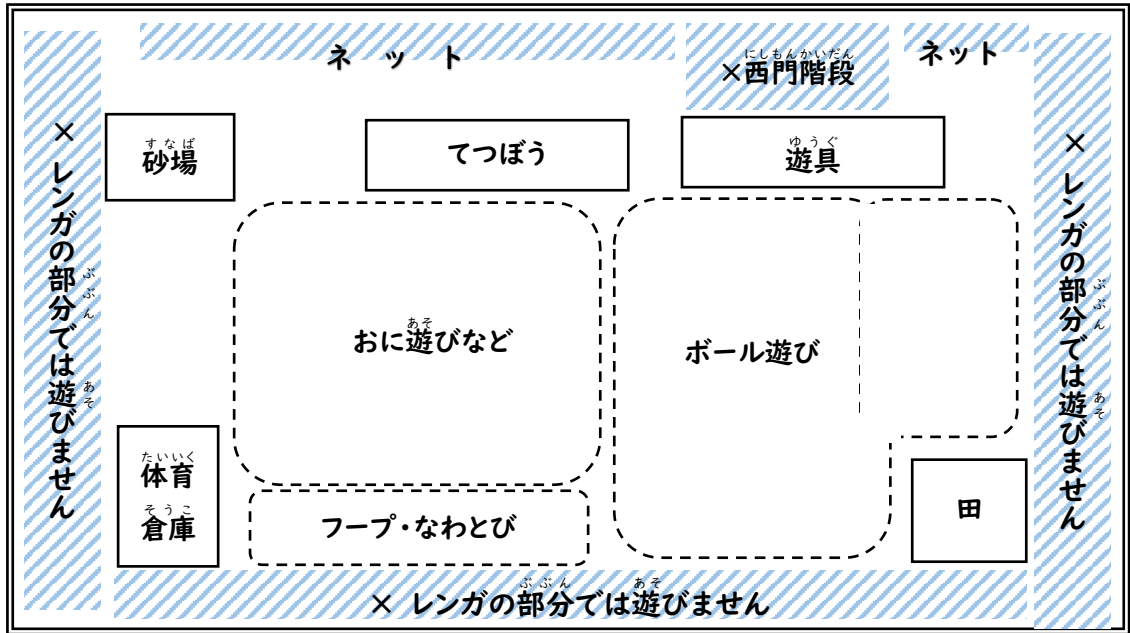 ネット
ネット
×西門階段
にしもんかいだん
× レンガの部分では遊びません
ぶぶん
あそ
砂場
すなば
てつぼう
遊具
ゆうぐ
× レンガの部分では遊びません
ぶぶん
あそ
おに遊びなど
あそ
ボール遊び
体育
たいいく
倉庫
そうこ
フープ・なわとび
田
× レンガの部分では遊びません
ぶぶん
あそ